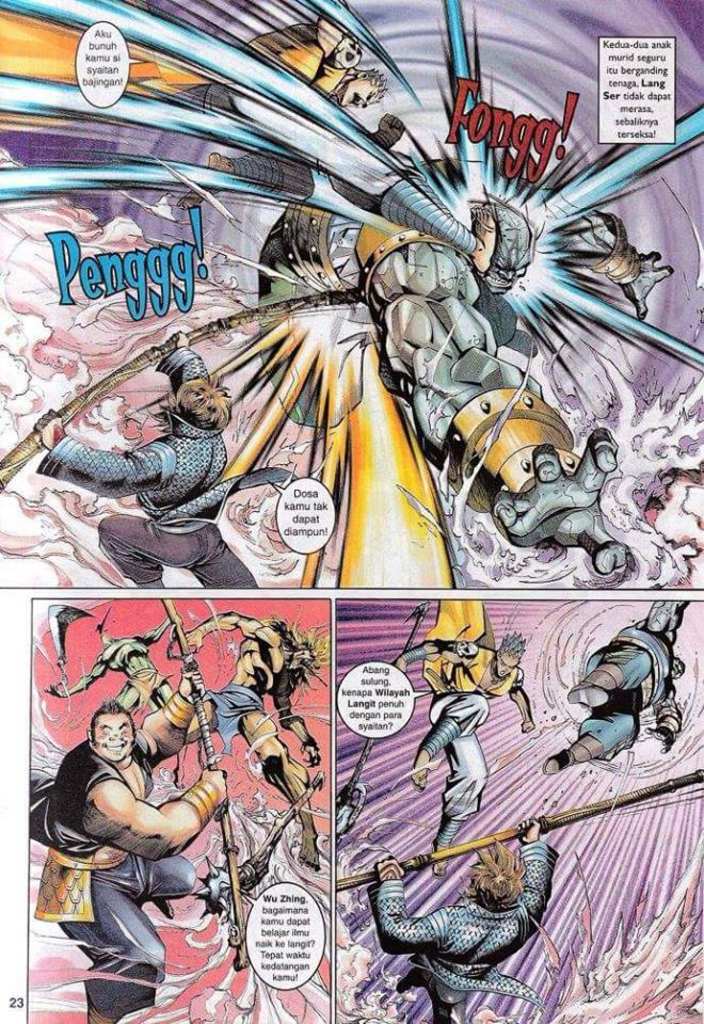 Aku
bunuh
kamu si
syaitan
bajingan!
Kedua-dua anak
murid seguru
itu berganding
tenaga, Lang
Ser tidak dapat
merasa,
sebaliknya
terseksa!
Fongg!
Penggg!
Dosa
kamu tak
dapat
diampun!
Wu Zhing,
bagaimana
kamu dapat
belajar ilmu
naik ke langit?
Tepat waktu
kedatangan
kamu!
Abang
sulung,
kenapa Wilayah
Langit penuh
dengan para
syaitan?
23